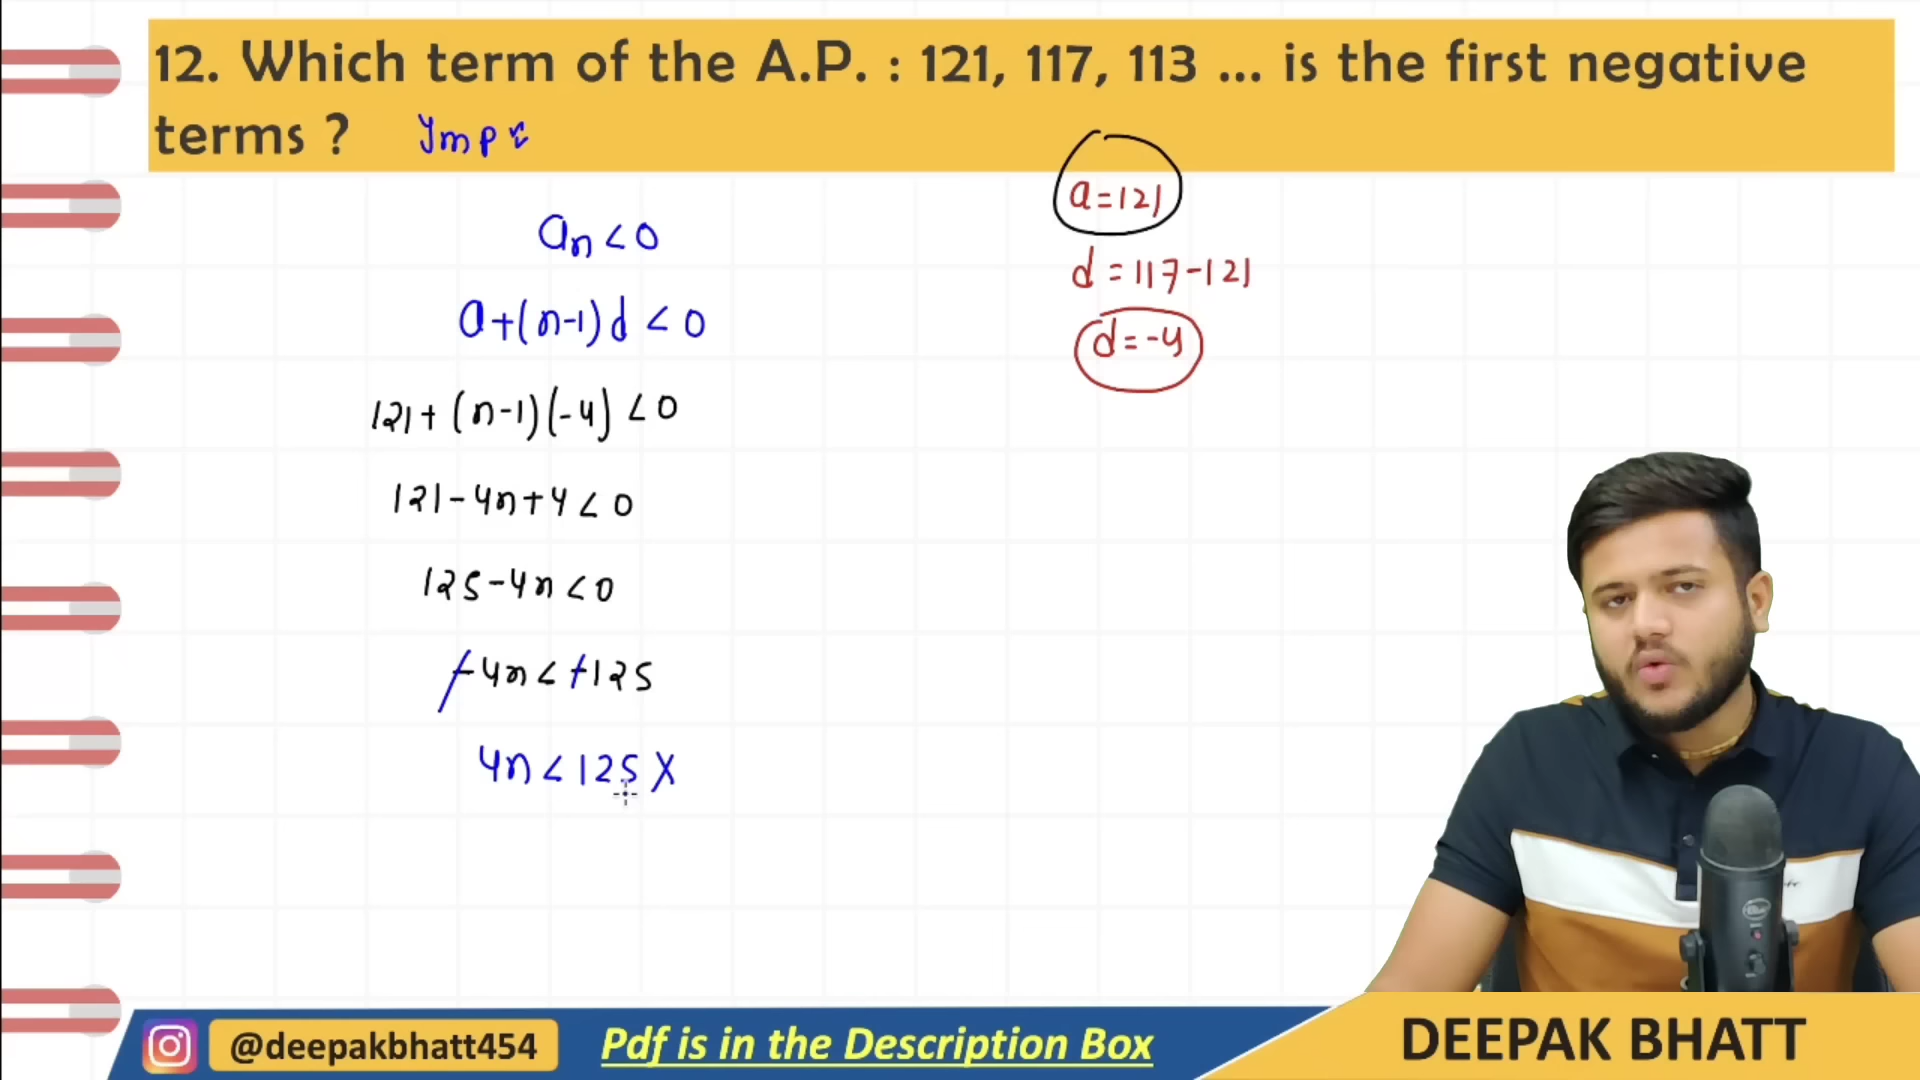 12. Which term of the A.P. : 121, 117, 113 ... is the first negative
terms ? Imp
a=121
d = 117-121
d=-4
an<0
a+(n-1)d<0
121+(n-1)(-4)<0
121-4n+4<0
125-4n<0
-4n<-125
4n<125 X
@deepakbhatt454
Pdf is in the Description Box
DEEPAK BHATT